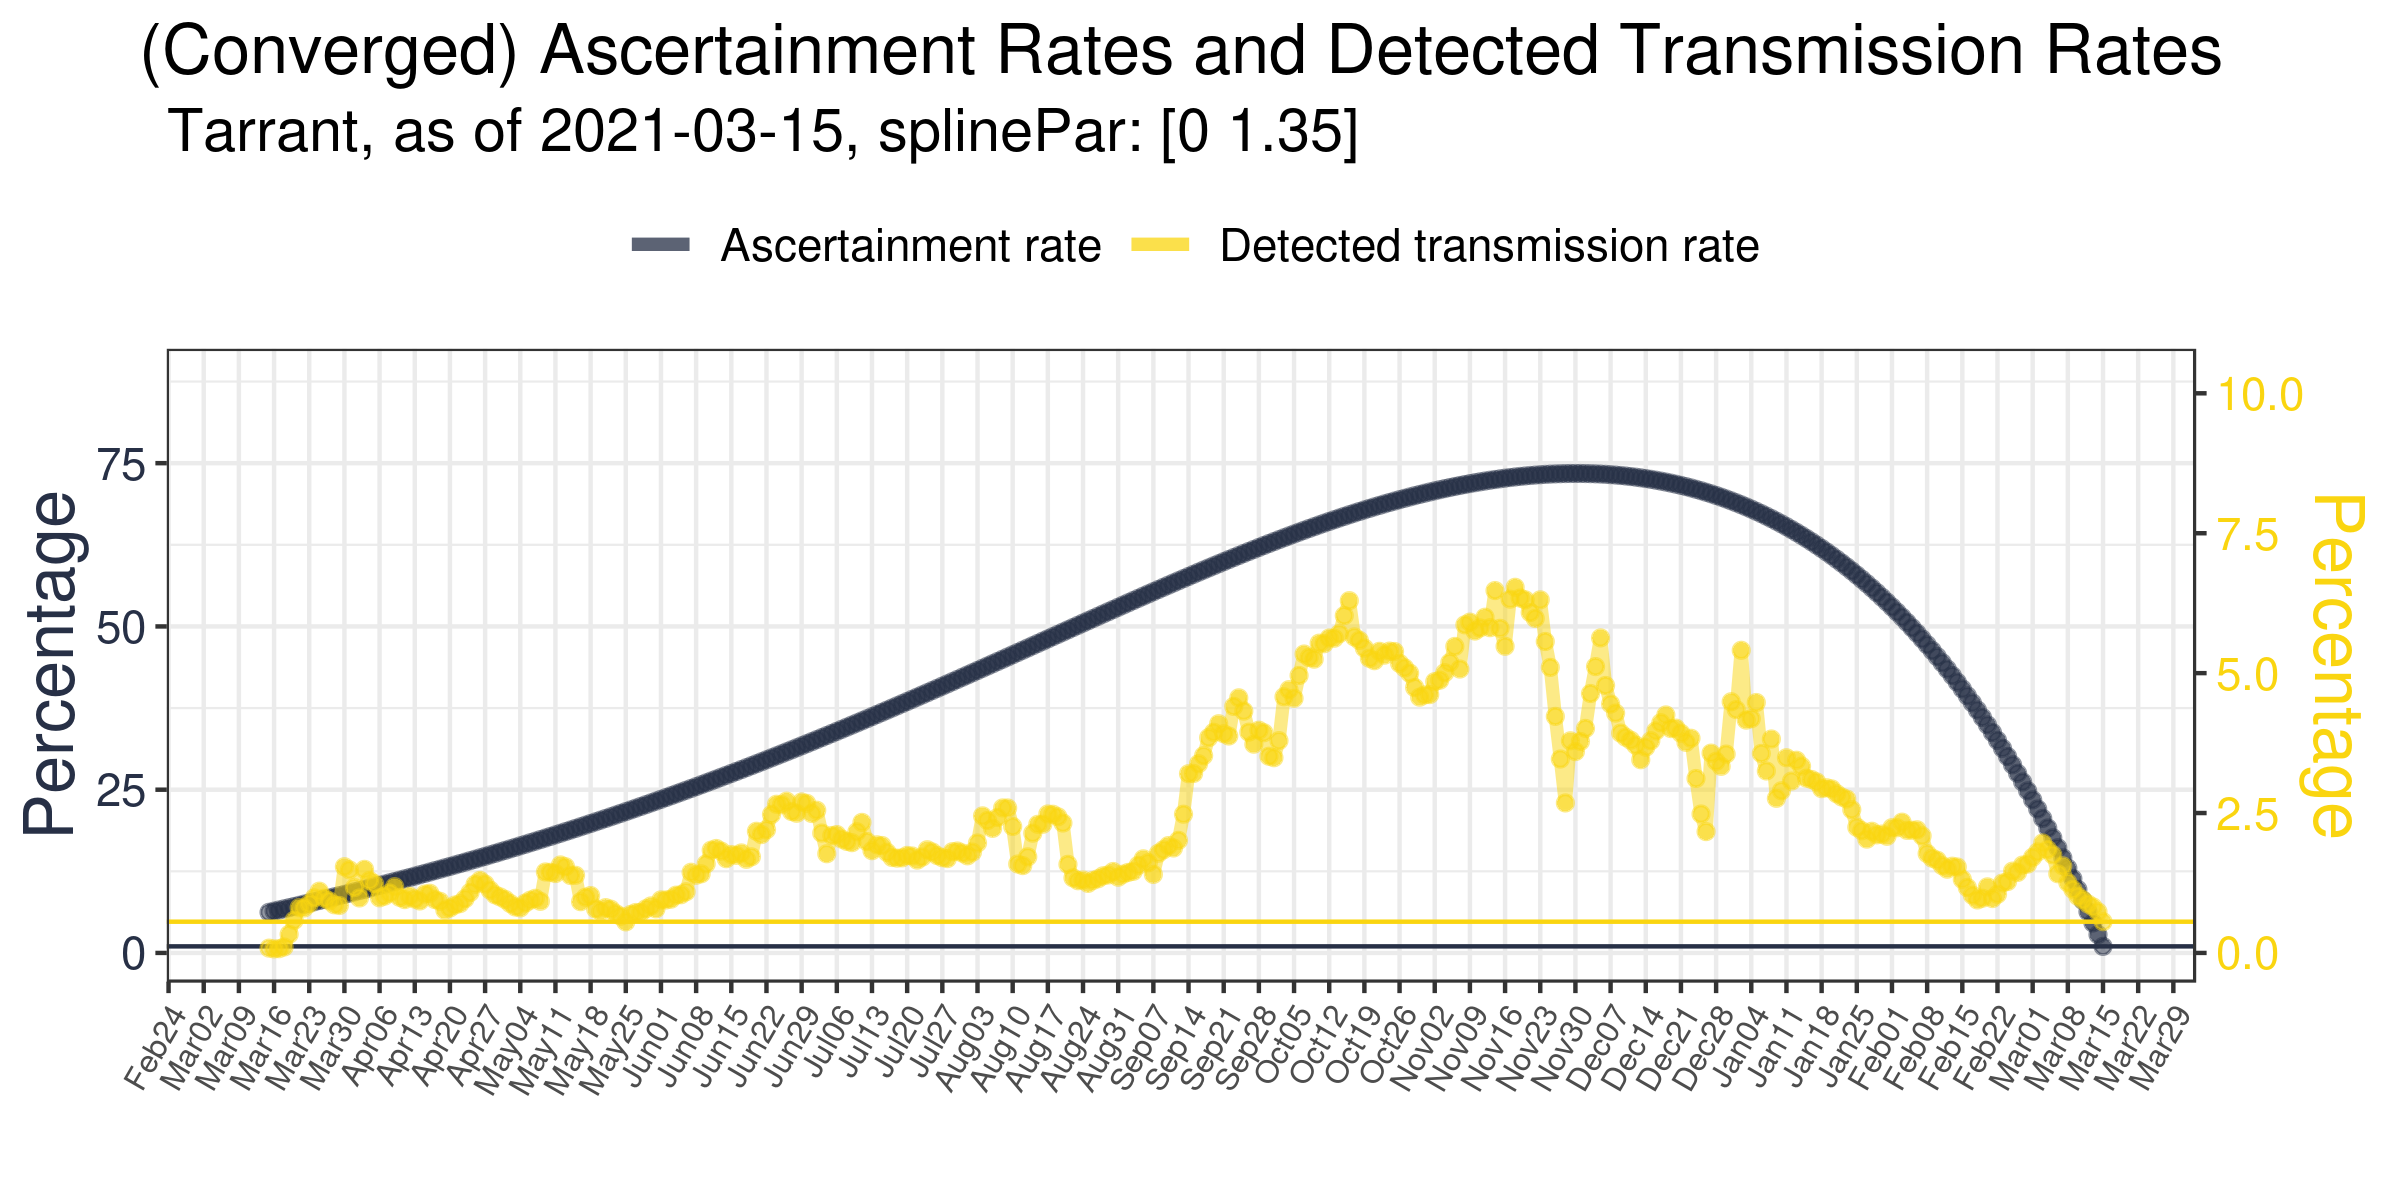 (Converged) Ascertainment Rates and Detected Transmission Rates
Tarrant, as of 2021-03-15, splinePar: [0 1.35]
Ascertainment rate
Detected transmission rate
Percentage
75
50
25
0
10.0
7.5
5.0
2.5
0.0
Percentage
Feb24
Mar02
Mar09
Mar16
Mar23
Mar30
Apr06
Apr13
Apr20
Apr27
May04
May11
May18
May25
Jun01
Jun08
Jun15
Jun22
Jun29
Jul06
Jul13
Jul20
Jul27
Aug03
Aug10
Aug17
Aug24
Aug31
Sep07
Sep14
Sep21
Sep28
Oct05
Oct12
Oct19
Oct26
Nov02
Nov09
Nov16
Nov23
Nov30
Dec07
Dec14
Dec21
Dec28
Jan04
Jan11
Jan18
Jan25
Feb01
Feb08
Feb15
Feb22
Mar01
Mar08
Mar15
Mar22
Mar29